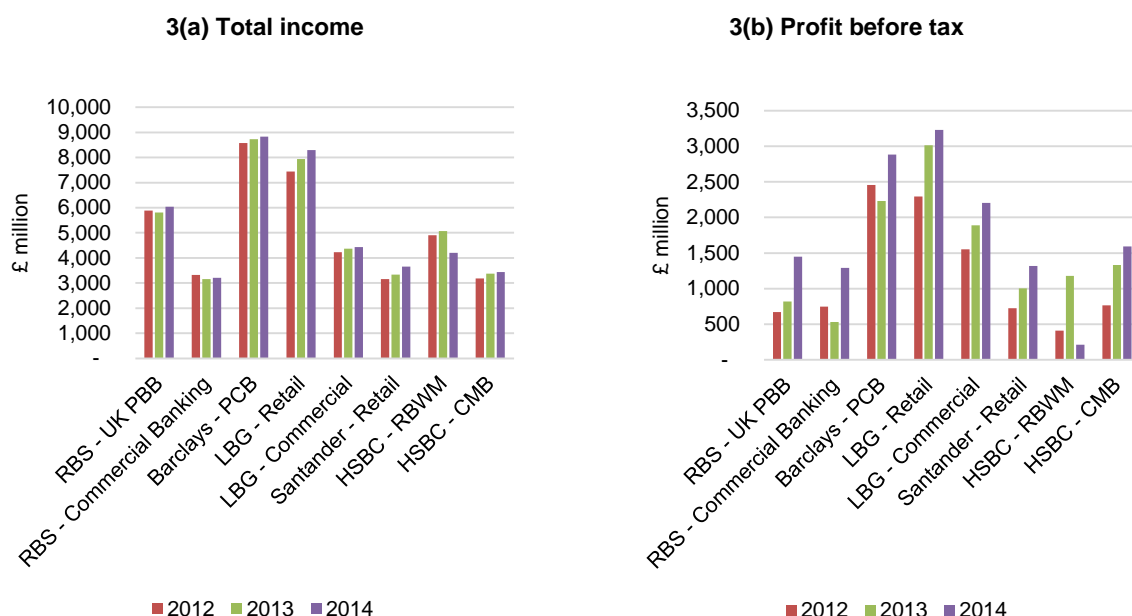 3(a) Total income
£ million
10,000
9,000
8,000
7,000
6,000
5,000
4,000
3,000
2,000
1,000
-
RBS - UK PBB
RBS - Commercial Banking
Barclays - PCB
LBG - Retail
LBG - Commercial
Santander - Retail
HSBC - RBWM
HSBC - CMB
2012 2013 2014
3(b) Profit before tax
£ million
3,500
3,000
2,500
2,000
1,500
1,000
500
-
RBS - UK PBB
RBS - Commercial Banking
Barclays - PCB
LBG - Retail
LBG - Commercial
Santander - Retail
HSBC - RBWM
HSBC - CMB
2012 2013 2014